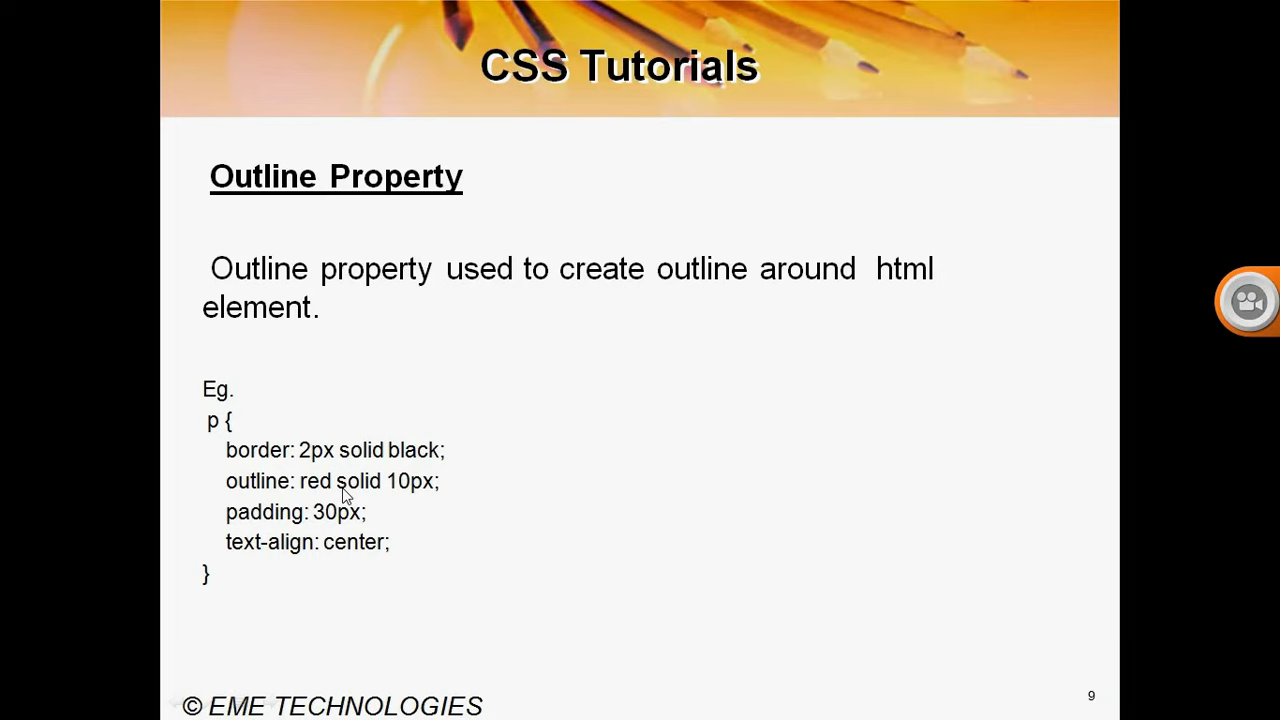 CSS Tutorials
Outline Property
Outline property used to create outline around html
element.
Eg.
p {
border: 2px solid black;
outline: red solid 10px;
padding: 30px;
text-align: center;
}
© EME TECHNOLOGIES
9